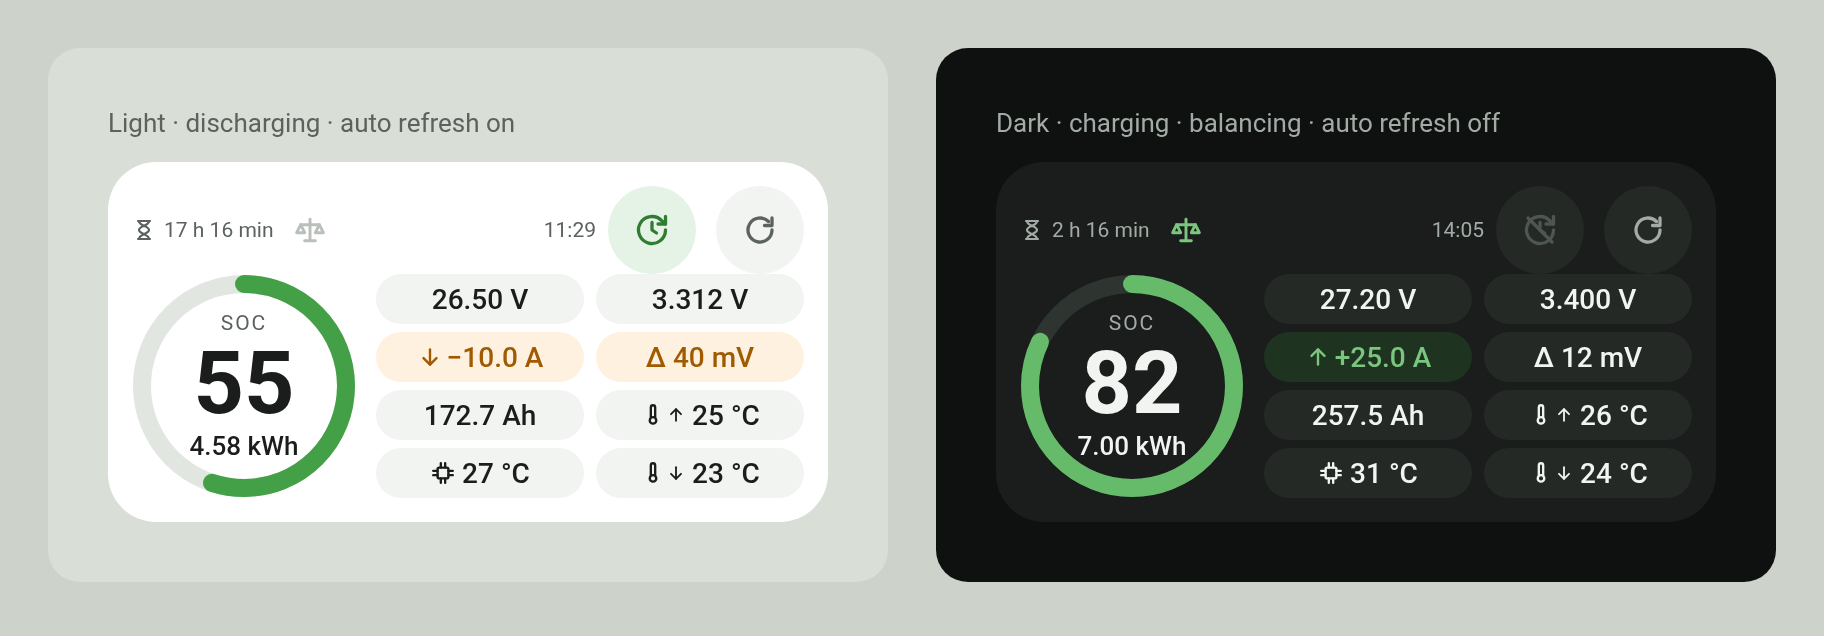 Light · discharging · auto refresh on
17 h 16 min 11:29
SOC
55
4.58 kWh
26.50 V 3.312 V
↓ −10.0 A Δ 40 mV
172.7 Ah ↑ 25 °C
27 °C ↓ 23 °C
Dark · charging · balancing · auto refresh off
2 h 16 min 14:05
SOC
82
7.00 kWh
27.20 V 3.400 V
↑ +25.0 A Δ 12 mV
257.5 Ah ↑ 26 °C
31 °C ↓ 24 °C